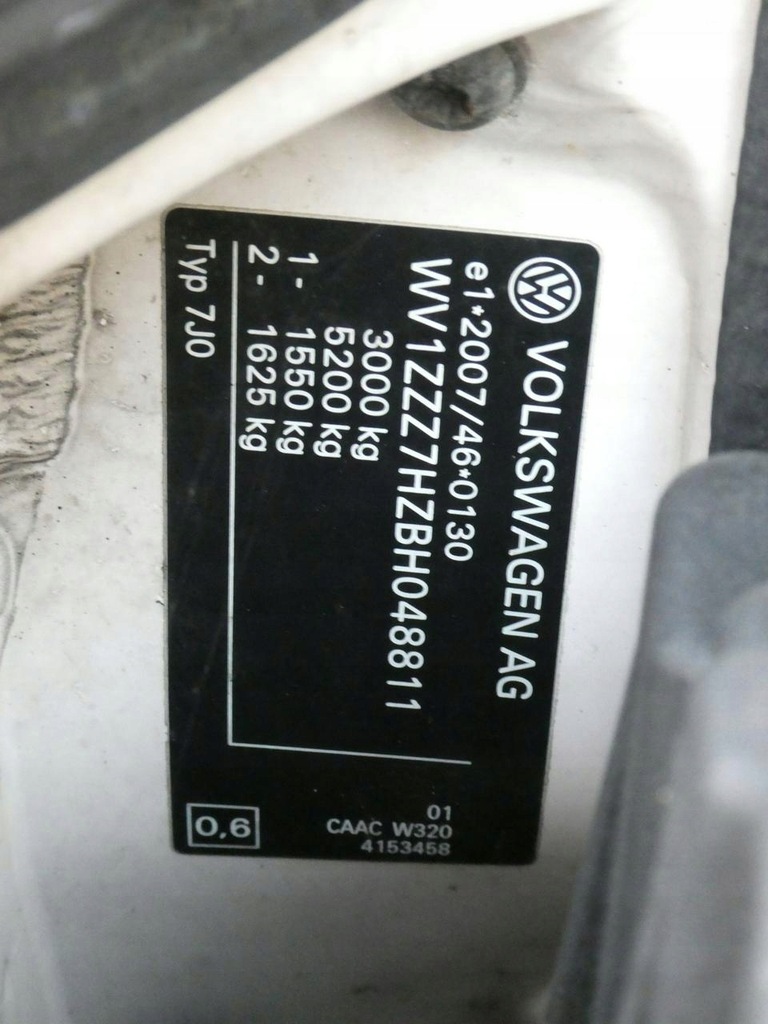 VOLKSWAGEN AG
e1*2007/46*0130
WV1ZZZ7HZBH048811
3000 kg
5200 kg
1 - 1550 kg
2 - 1625 kg
Typ 7J0
01
CAAC W320
4153458
0,6